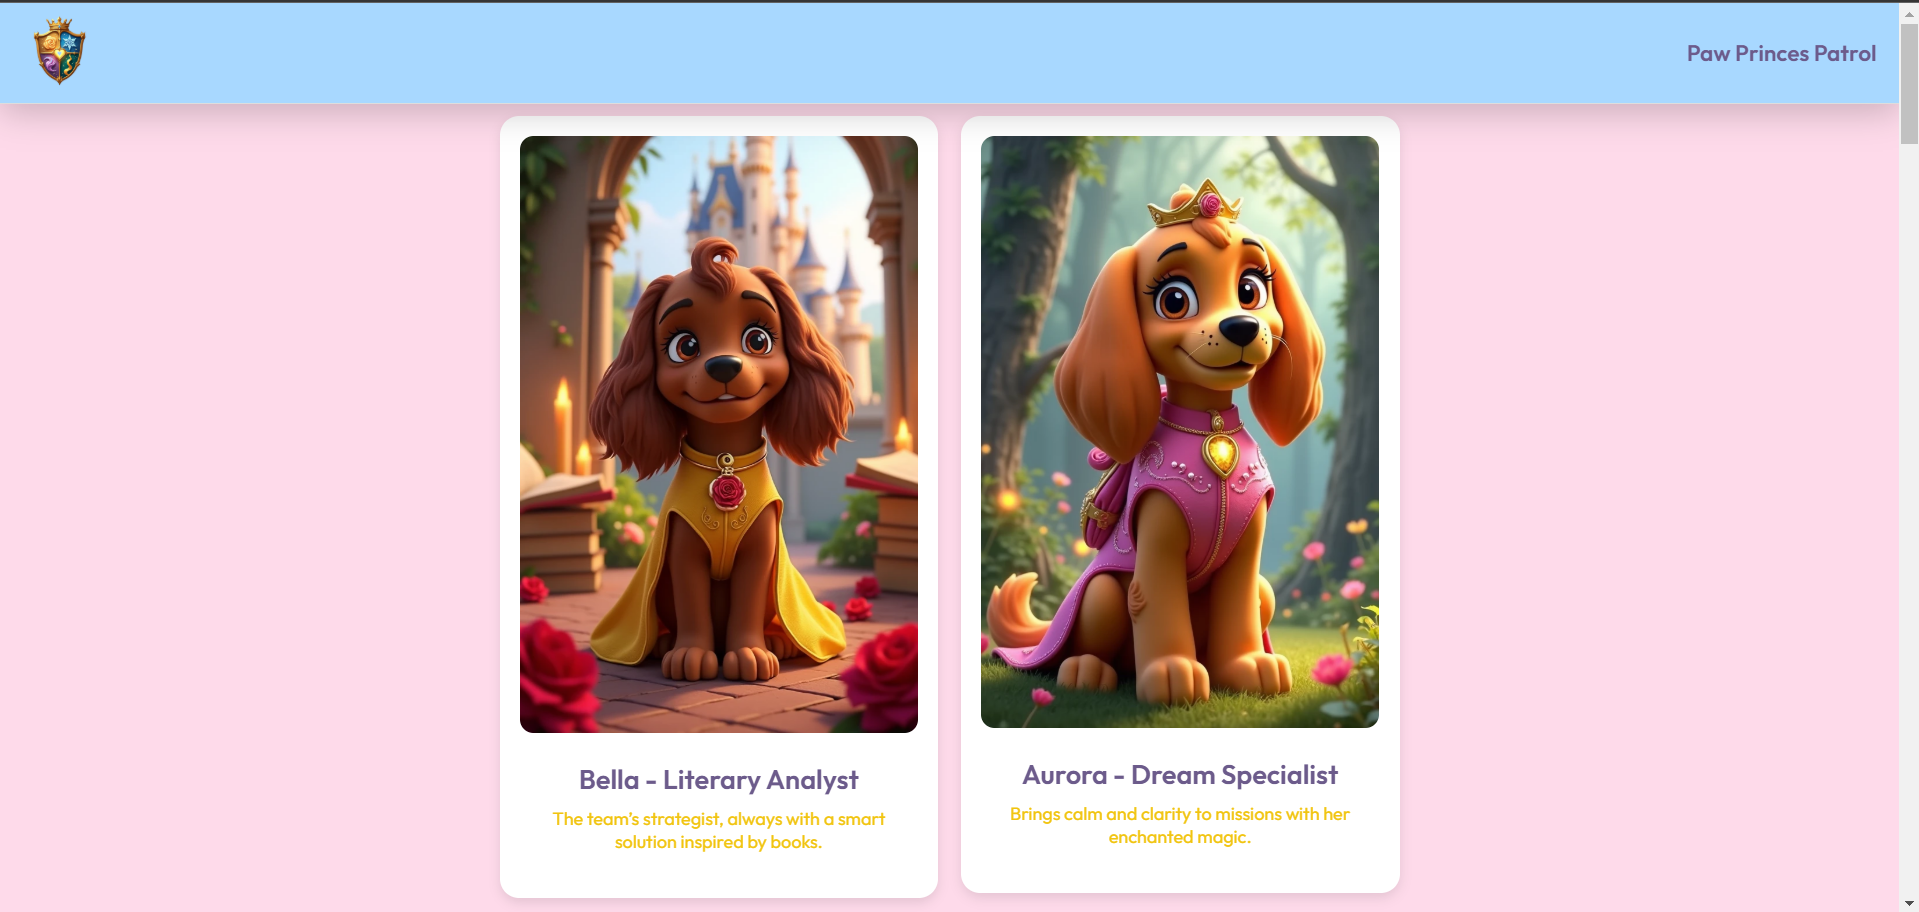 Paw Princes Patrol
Bella - Literary Analyst
The team's strategist, always with a smart
solution inspired by books.
Aurora - Dream Specialist
Brings calm and clarity to missions with her
enchanted magic.